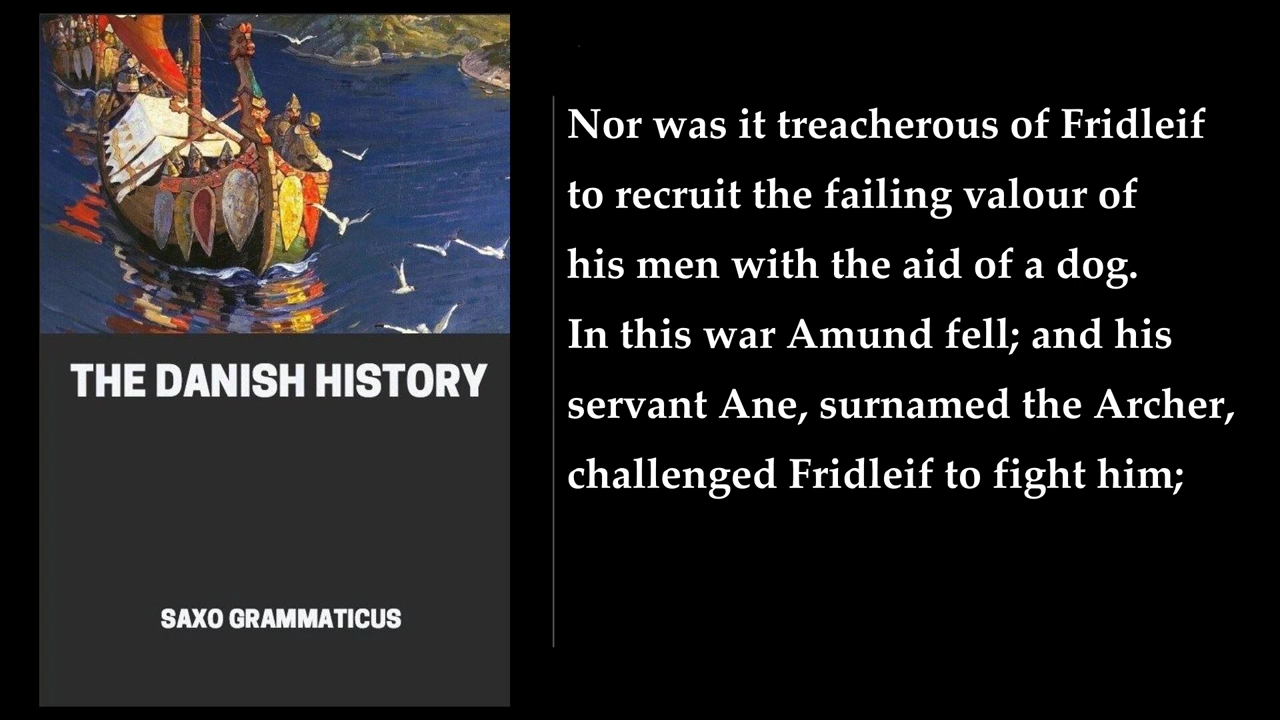 THE DANISH HISTORY
SAXO GRAMMATICUS
Nor was it treacherous of Fridleif
to recruit the failing valour of
his men with the aid of a dog.
In this war Amund fell; and his
servant Ane, surnamed the Archer,
challenged Fridleif to fight him;